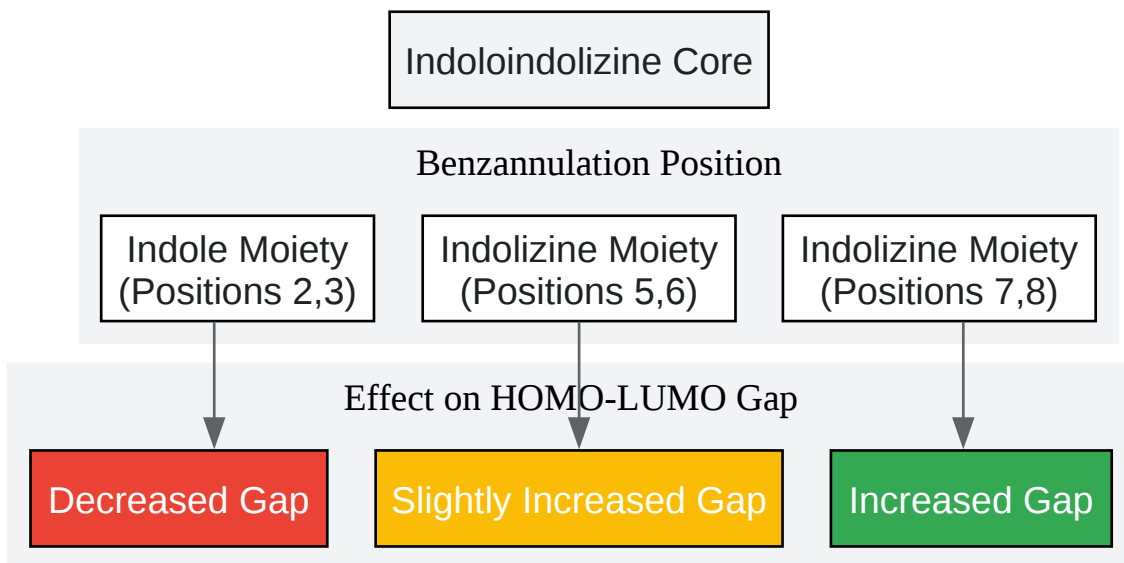 Indoloindolizine Core
Benzannulation Position
Indole Moiety
(Positions 2,3)
Indolizine Moiety
(Positions 5,6)
Indolizine Moiety
(Positions 7,8)
Effect on HOMO-LUMO Gap
Decreased Gap
Slightly Increased Gap
Increased Gap